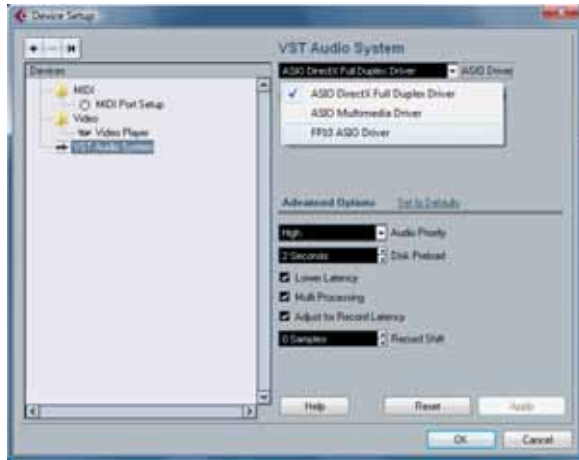 Device Setup
+ - |◄
Devices
MIDI
MIDI Port Setup
Video
Video Player
VST Audio System
VST Audio System
ASIO DirectX Full Duplex Driver ASIO Driver
✓ ASIO DirectX Full Duplex Driver
ASIO Multimedia Driver
FP10 ASIO Driver
Advanced Options Set to Defaults
High Audio Priority
2 Seconds Disk Preload
Lower Latency
Multi Processing
Adjust for Record Latency
0 Samples Record Shift
Help Reset Apply
OK Cancel